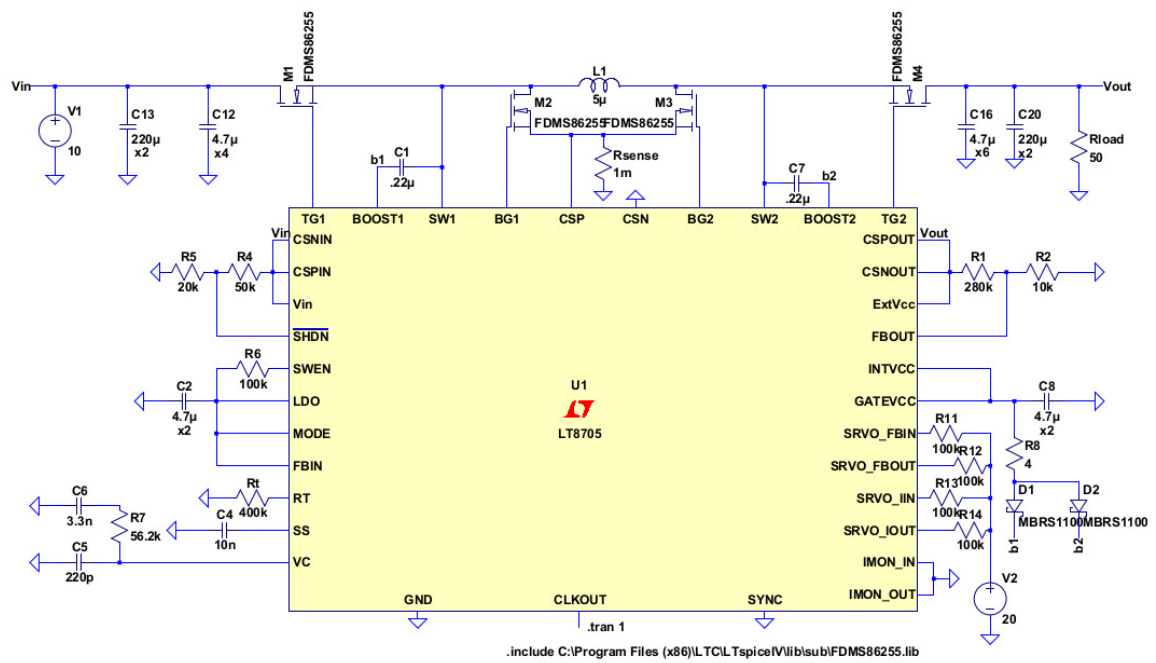 FDMS86255
M1
FDMS86255
M4
Vin
L1
5µ
Vout
V1
10
C13
220µ
x2
C12
4.7µ
x4
M2
M3
FDMS86255
FDMS86255
Rsense
1m
C16
4.7µ
x6
C20
220µ
x2
Rload
50
b1
C1
.22µ
C7
.22µ
b2
TG1
BOOST1
SW1
BG1
CSP
CSN
BG2
SW2
BOOST2
TG2
Vin
Vout
CSNIN
CSPIN
Vin
SHDN
SWEN
LDO
MODE
FBIN
RT
SS
VC
CSPOUT
CSNOUT
ExtVcc
FBOUT
INTVCC
GATEVCC
SRVO_FBIN
SRVO_FBOUT
SRVO_IIN
SRVO_IOUT
IMON_IN
IMON_OUT
GND
CLKOUT
SYNC
U1
LT8705
R5
20k
R4
50k
R6
100k
C2
4.7µ
x2
Rt
400k
C6
3.3n
R7
56.2k
C4
10n
C5
220p
R1
280k
R2
10k
C8
4.7µ
x2
R11
100k
R12
100k
R13
100k
R14
100k
R8
4
D1
MBRS1100
D2
MBRS1100
b1
b2
V2
20
.tran 1
.include C:\Program Files (x86)\LTC\LTspiceIV\lib\sub\FDMS86255.lib